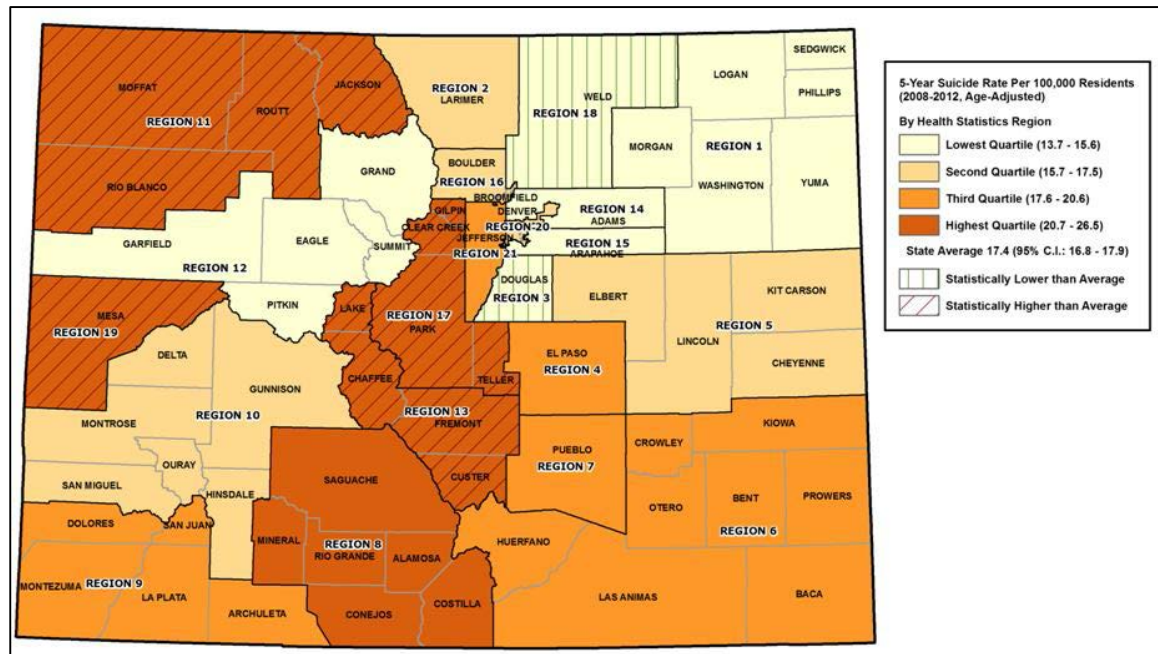 SEDGWICK
LOGAN
PHILLIPS
JACKSON
MOFFAT
ROUTT
REGION 11
REGION 2
LARIMER
WELD
REGION 18
MORGAN
REGION 1
WASHINGTON
YUMA
RIO BLANCO
GRAND
BOULDER
REGION 16
BROOMFIELD
GILPIN
DENVER
REGION 14
ADAMS
CLEAR CREEK
JEFFERSON
REGION 20
REGION 15
ARAPAHOE
REGION 21
GARFIELD
EAGLE
SUMMIT
REGION 12
DOUGLAS
REGION 3
ELBERT
KIT CARSON
PITKIN
MESA
REGION 19
LAKE
REGION 17
PARK
REGION 5
LINCOLN
CHEYENNE
DELTA
GUNNISON
CHAFFEE
TELLER
EL PASO
REGION 4
REGION 10
MONTROSE
REGION 13
FREMONT
KIOWA
CROWLEY
PUEBLO
REGION 7
OURAY
SAN MIGUEL
HINSDALE
SAGUACHE
CUSTER
OTERO
BENT
PROWERS
REGION 6
DOLORES
SAN JUAN
MINERAL
REGION 8
RIO GRANDE
ALAMOSA
HUERFANO
MONTEZUMA
REGION 9
LA PLATA
ARCHULETA
CONEJOS
COSTILLA
LAS ANIMAS
BACA
5-Year Suicide Rate Per 100,000 Residents
(2008-2012, Age-Adjusted)
By Health Statistics Region
Lowest Quartile (13.7 - 15.6)
Second Quartile (15.7 - 17.5)
Third Quartile (17.6 - 20.6)
Highest Quartile (20.7 - 26.5)
State Average 17.4 (95% C.I.: 16.8 - 17.9)
Statistically Lower than Average
Statistically Higher than Average